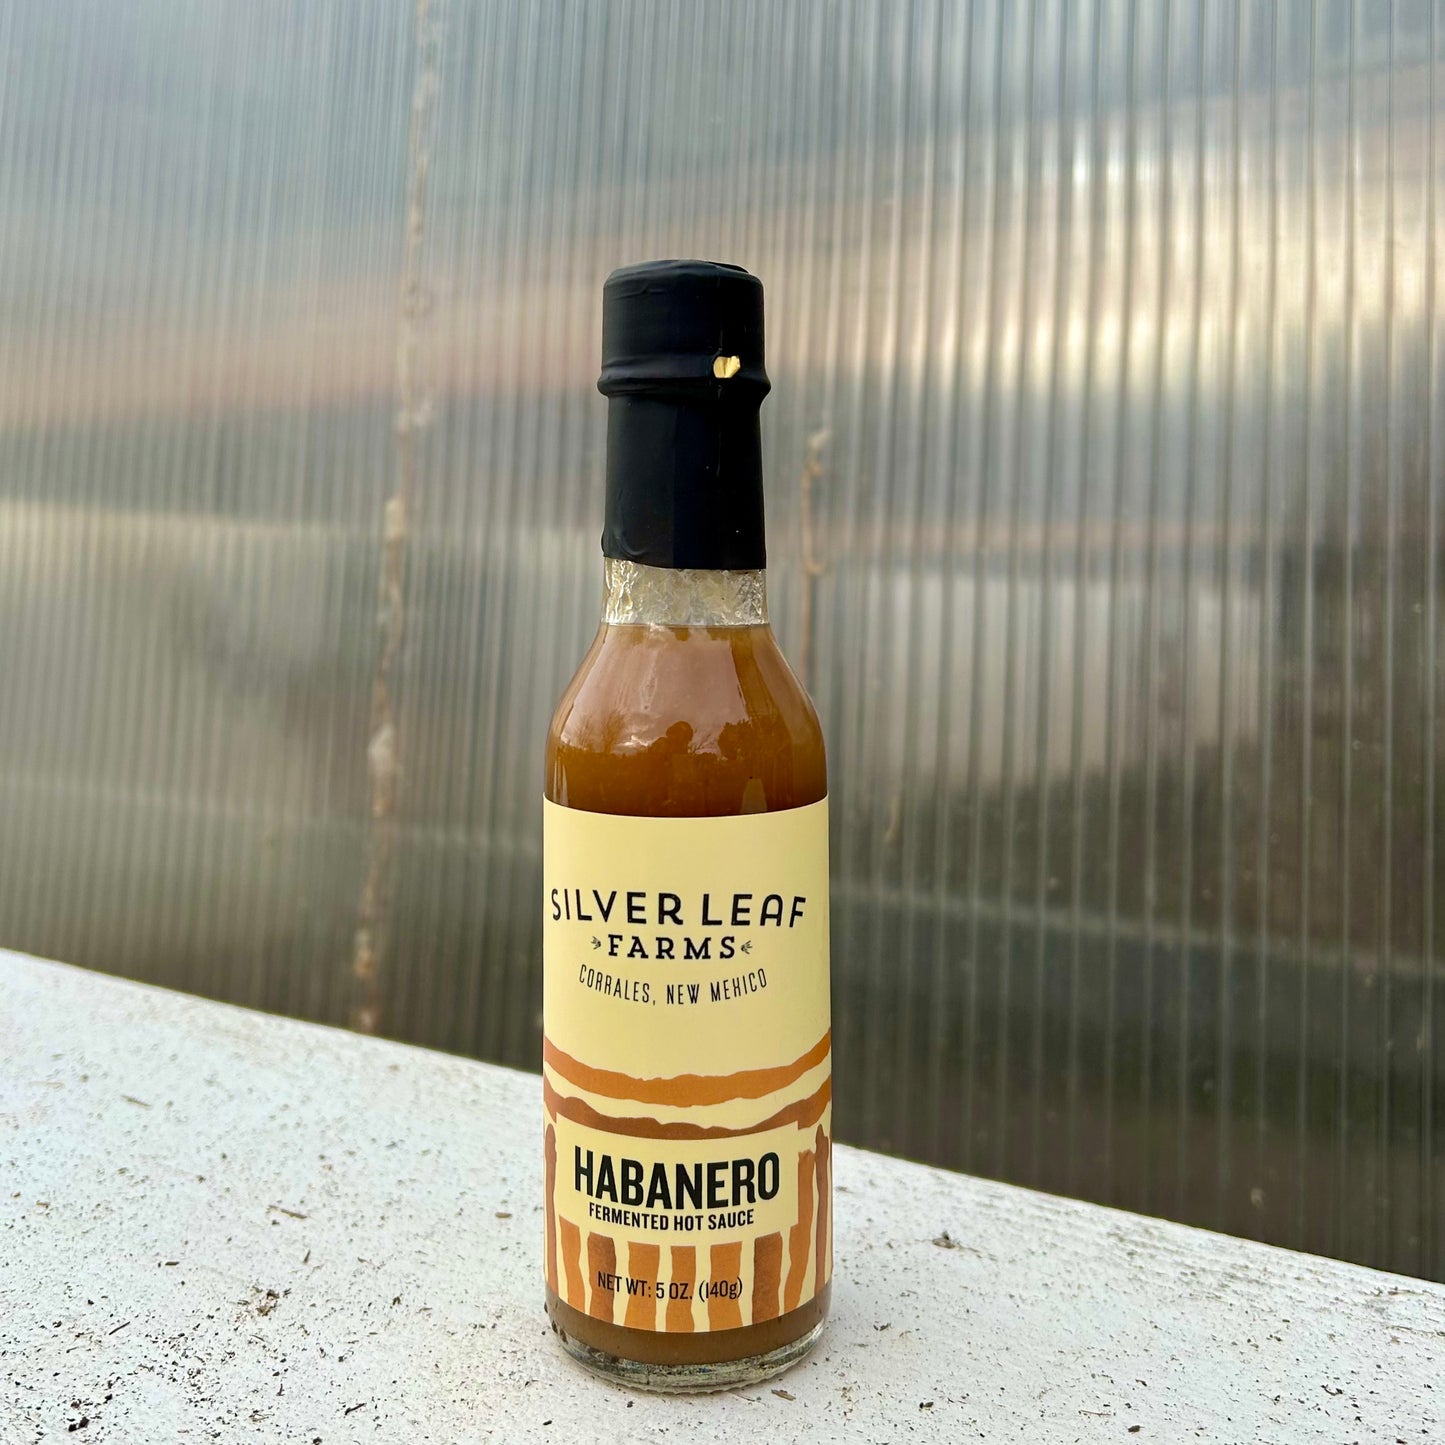 SILVER LEAF
FARMS
CORRALES, NEW MEXICO
HABANERO
FERMENTED HOT SAUCE
NET WT: 5 OZ. (140g)